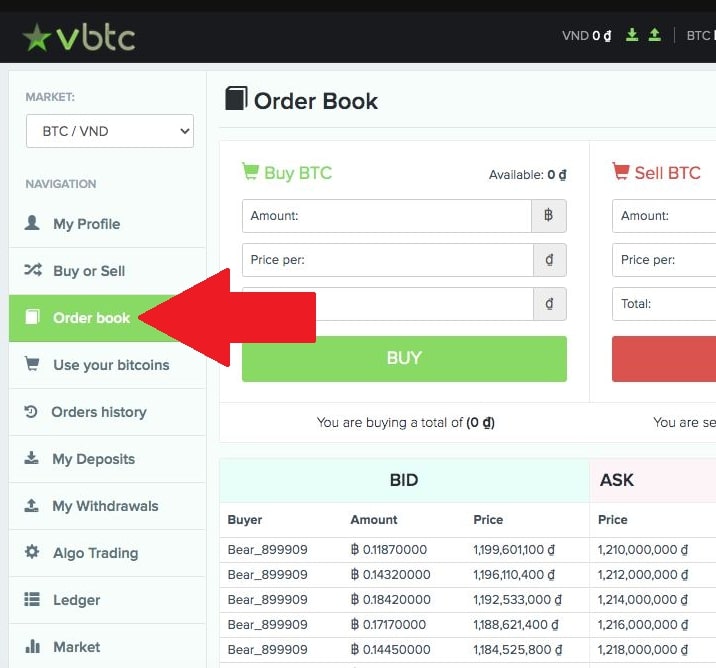 vbtc
VND 0 ₫
BTC
MARKET:
BTC / VND
NAVIGATION
My Profile
Buy or Sell
Order book
Use your bitcoins
Orders history
My Deposits
My Withdrawals
Algo Trading
Ledger
Market
Order Book
Buy BTC
Available: 0 ₫
Amount: ฿
Price per: ₫
₫
BUY
You are buying a total of (0 ₫)
Sell BTC
Amount:
Price per:
Total:
You are se
BID
ASK
Buyer Amount Price Price
Bear_899909 ฿ 0.11870000 1,199,601,100 ₫ 1,210,000,000 ₫
Bear_899909 ฿ 0.14320000 1,196,110,400 ₫ 1,212,000,000 ₫
Bear_899909 ฿ 0.18420000 1,192,533,000 ₫ 1,214,000,000 ₫
Bear_899909 ฿ 0.17170000 1,188,621,400 ₫ 1,216,000,000 ₫
Bear_899909 ฿ 0.14450000 1,184,525,800 ₫ 1,218,000,000 ₫